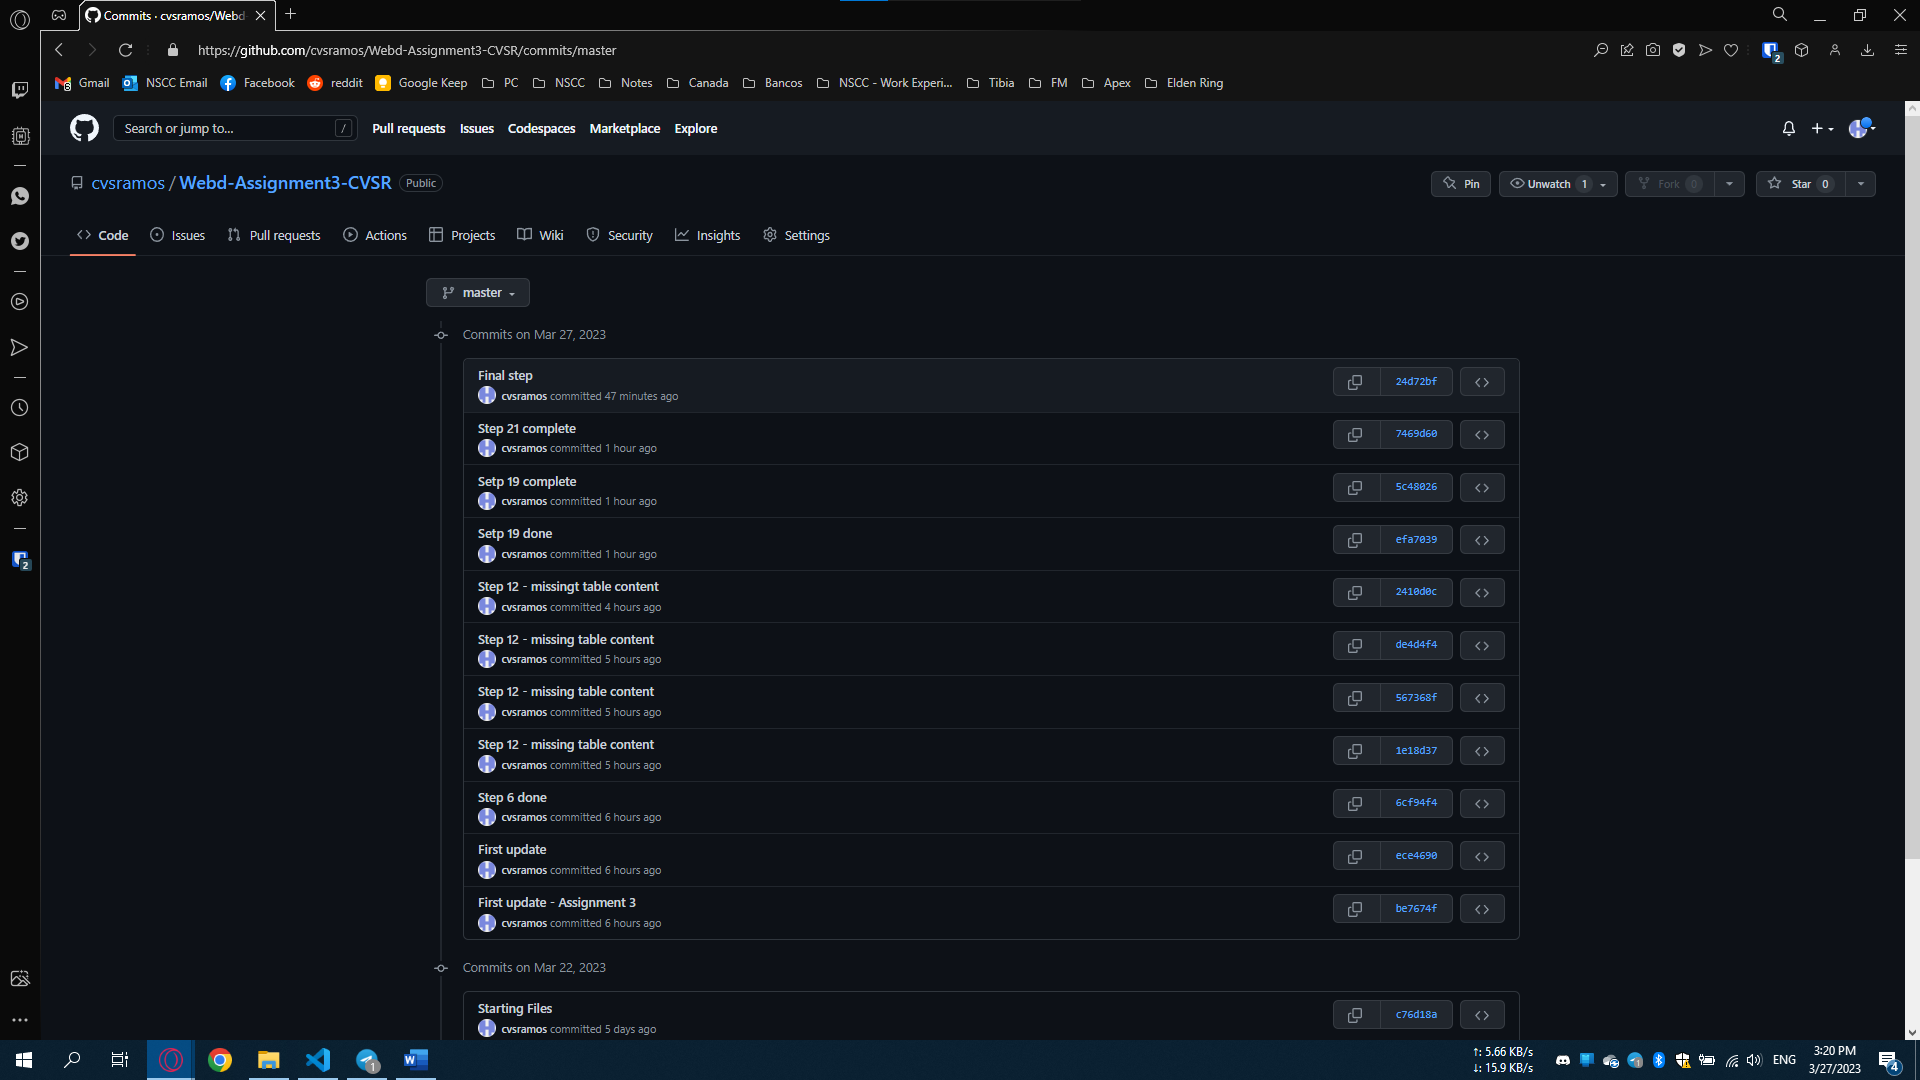 Commits · cvsramos/Webd-
https://github.com/cvsramos/Webd-Assignment3-CVSR/commits/master
2
Gmail NSCC Email Facebook reddit Google Keep PC NSCC Notes Canada Bancos NSCC - Work Experi... Tibia FM Apex Elden Ring
Search or jump to... / Pull requests Issues Codespaces Marketplace Explore
cvsramos / Webd-Assignment3-CVSR Public Pin Unwatch 1 Fork 0 Star 0
Code Issues Pull requests Actions Projects Wiki Security Insights Settings
master
Commits on Mar 27, 2023
Final step
cvsramos committed 47 minutes ago
24d72bf
Step 21 complete
cvsramos committed 1 hour ago
7469d60
Setp 19 complete
cvsramos committed 1 hour ago
5c48026
Setp 19 done
cvsramos committed 1 hour ago
efa7039
Step 12 - missingt table content
cvsramos committed 4 hours ago
2410d0c
Step 12 - missing table content
cvsramos committed 5 hours ago
de4d4f4
Step 12 - missing table content
cvsramos committed 5 hours ago
567368f
Step 12 - missing table content
cvsramos committed 5 hours ago
1e18d37
Step 6 done
cvsramos committed 6 hours ago
6cf94f4
First update
cvsramos committed 6 hours ago
ece4690
First update - Assignment 3
cvsramos committed 6 hours ago
be7674f
Commits on Mar 22, 2023
Starting Files
cvsramos committed 5 days ago
c76d18a
2
1
↑: 5.66 KB/s
↓: 15.9 KB/s
ENG
3:20 PM
3/27/2023
4